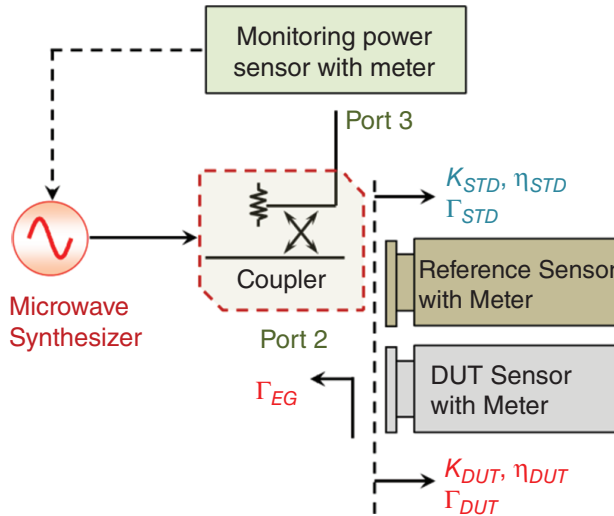 Monitoring power
sensor with meter
Port 3
K_STD, η_STD
Γ_STD
Coupler
Reference Sensor
with Meter
Microwave
Synthesizer
Port 2
DUT Sensor
with Meter
Γ_EG
K_DUT, η_DUT
Γ_DUT